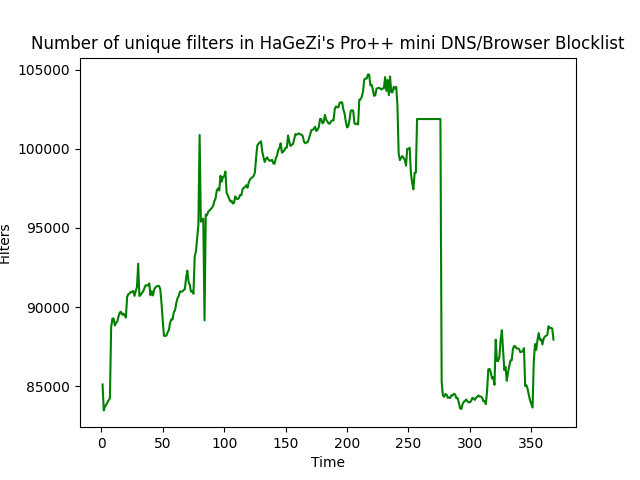 Number of unique filters in HaGeZi's Pro++ mini DNS/Browser Blocklist
105000
100000
95000
90000
85000
Filters
0 50 100 150 200 250 300 350
Time